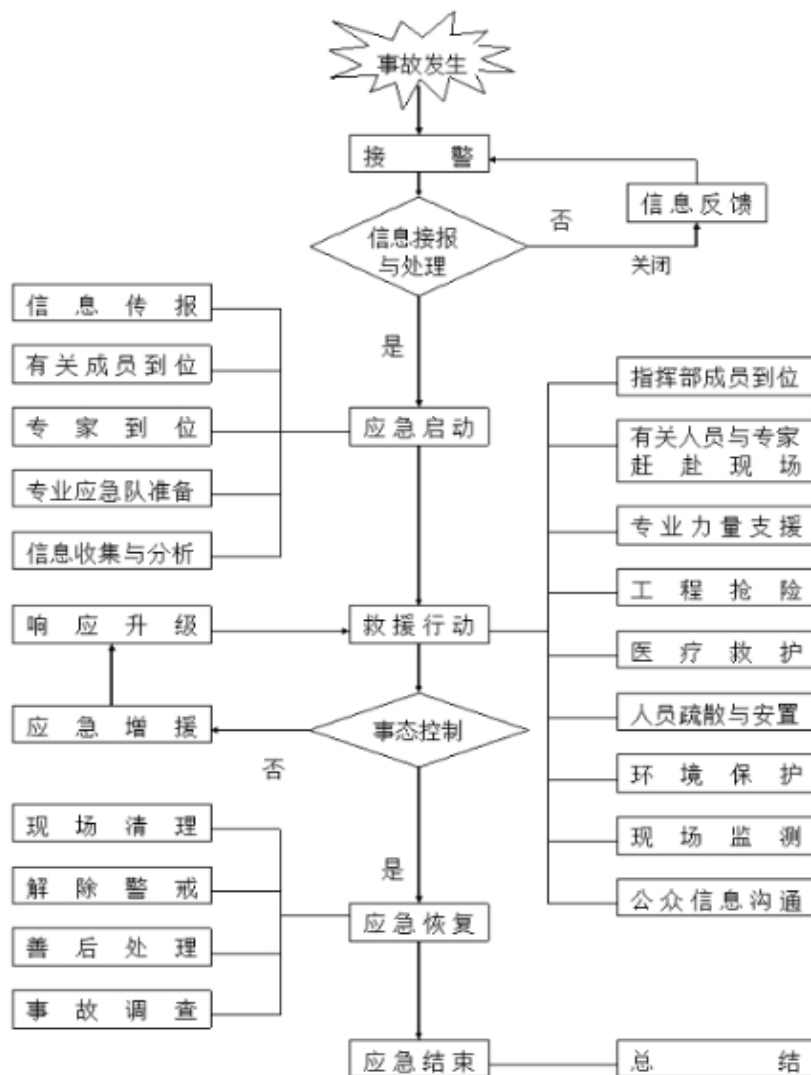 事故发生
接警
信息反馈
否
信息接报
与处理
关闭
信息传报
是
有关成员到位
指挥部成员到位
专家到位
应急启动
有关人员与专家
赶赴现场
专业应急队准备
专业力量支援
信息收集与分析
工程抢险
响应升级
救援行动
医疗救护
应急增援
事态控制
人员疏散与安置
否
环境保护
现场清理
现场监测
是
解除警戒
公众信息沟通
应急恢复
善后处理
事故调查
应急结束
总结